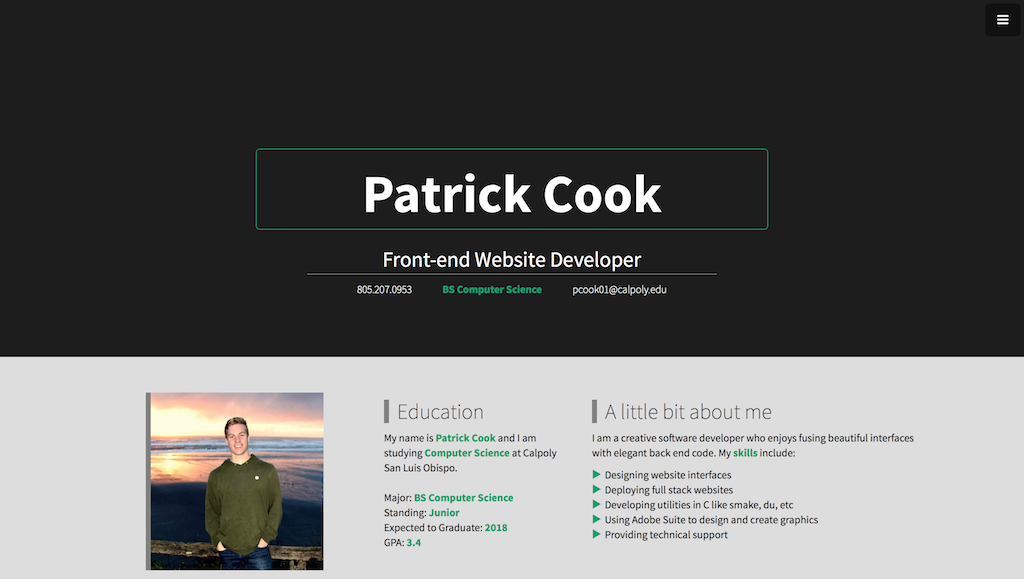 Patrick Cook
Front-end Website Developer
805.207.0953 BS Computer Science pcook01@calpoly.edu
Education
My name is Patrick Cook and I am
studying Computer Science at Calpoly
San Luis Obispo.
Major: BS Computer Science
Standing: Junior
Expected to Graduate: 2018
GPA: 3.4
A little bit about me
I am a creative software developer who enjoys fusing beautiful interfaces
with elegant back end code. My skills include:
Designing website interfaces
Deploying full stack websites
Developing utilities in C like smake, du, etc
Using Adobe Suite to design and create graphics
Providing technical support